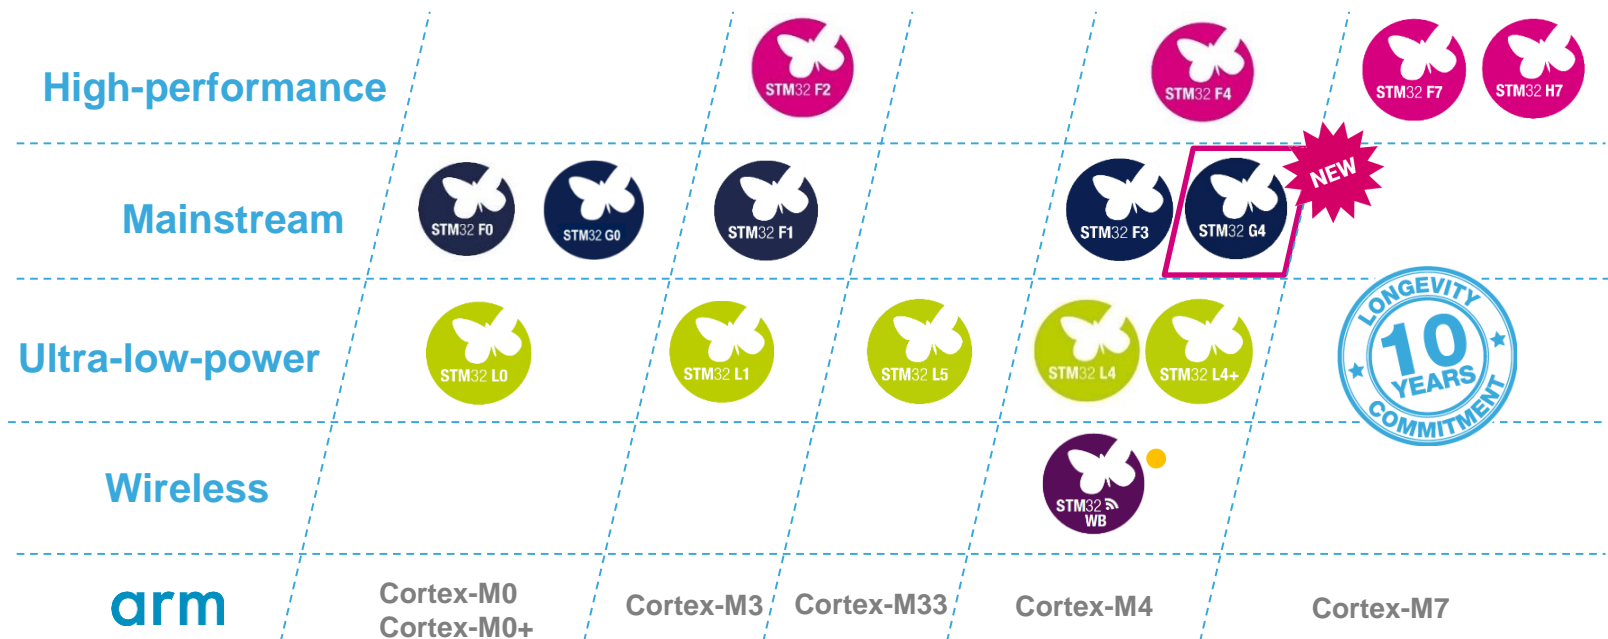 High-performance
STM32 F2
STM32 F4
STM32 F7
STM32 H7
Mainstream
STM32 F0
STM32 G0
STM32 F1
STM32 F3
STM32 G4
NEW
Ultra-low-power
STM32 L0
STM32 L1
STM32 L5
STM32 L4
STM32 L4+
LONGEVITY
10
YEARS
COMMITMENT
Wireless
STM32
WB
arm
Cortex-M0
Cortex-M0+
Cortex-M3
Cortex-M33
Cortex-M4
Cortex-M7